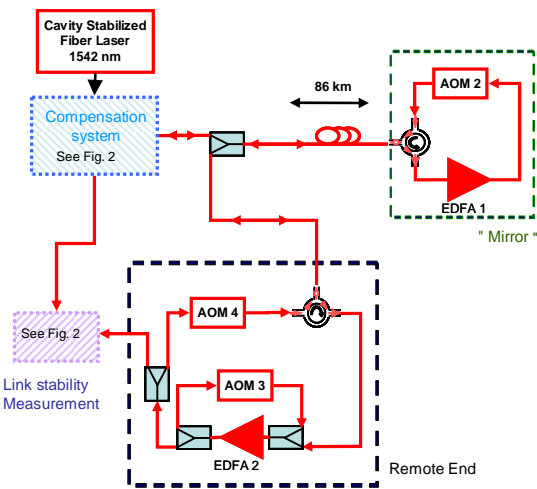 Cavity Stabilized
Fiber Laser
1542 nm
Compensation
system
See Fig. 2
86 km
AOM 2
EDFA 1
" Mirror "
AOM 4
See Fig. 2
AOM 3
Link stability
Measurement
EDFA 2
Remote End